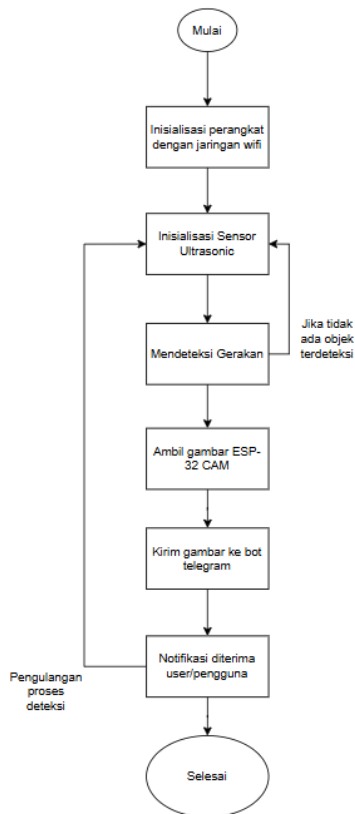 Mulai
Inisialisasi perangkat
dengan jaringan wifi
Inisialisasi Sensor
Ultrasonic
Jika tidak
ada objek
terdeteksi
Mendeteksi Gerakan
Ambil gambar ESP-
32 CAM
Kirim gambar ke bot
telegram
Notifikasi diterima
user/pengguna
Pengulangan
proses
deteksi
Selesai